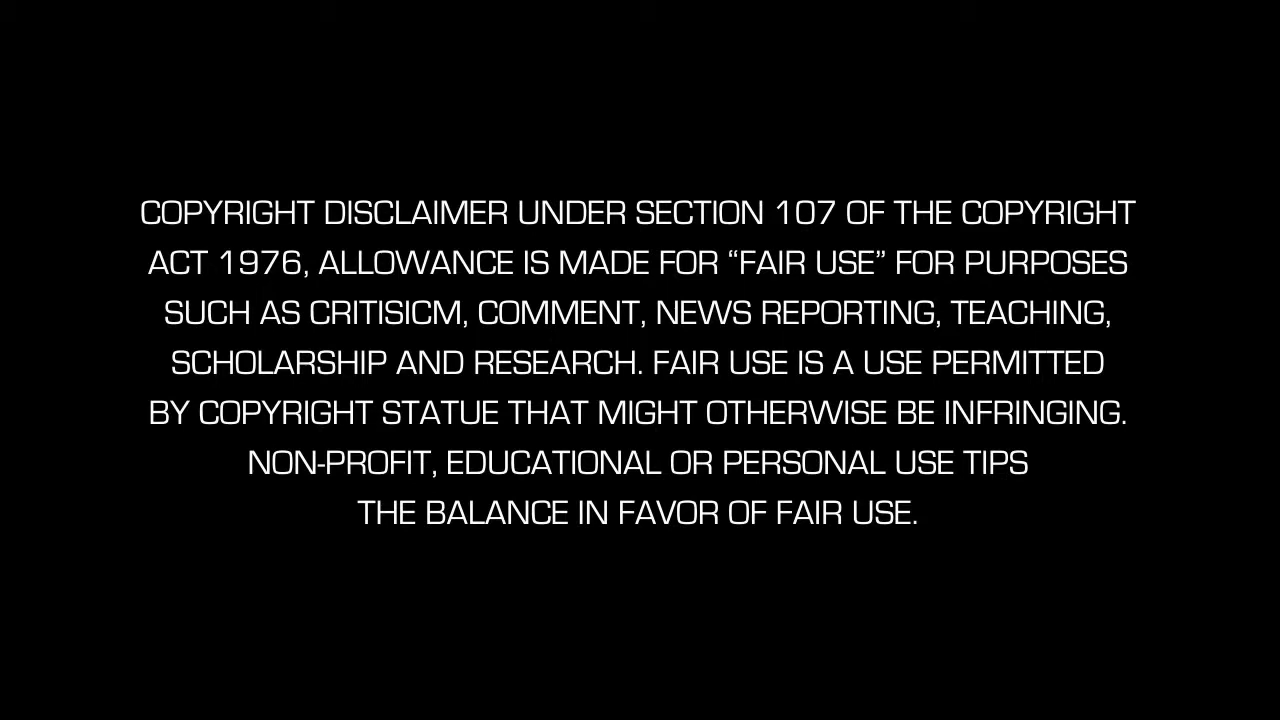 COPYRIGHT DISCLAIMER UNDER SECTION 107 OF THE COPYRIGHT
ACT 1976, ALLOWANCE IS MADE FOR “FAIR USE” FOR PURPOSES
SUCH AS CRITISICM, COMMENT, NEWS REPORTING, TEACHING,
SCHOLARSHIP AND RESEARCH. FAIR USE IS A USE PERMITTED
BY COPYRIGHT STATUE THAT MIGHT OTHERWISE BE INFRINGING.
NON-PROFIT, EDUCATIONAL OR PERSONAL USE TIPS
THE BALANCE IN FAVOR OF FAIR USE.